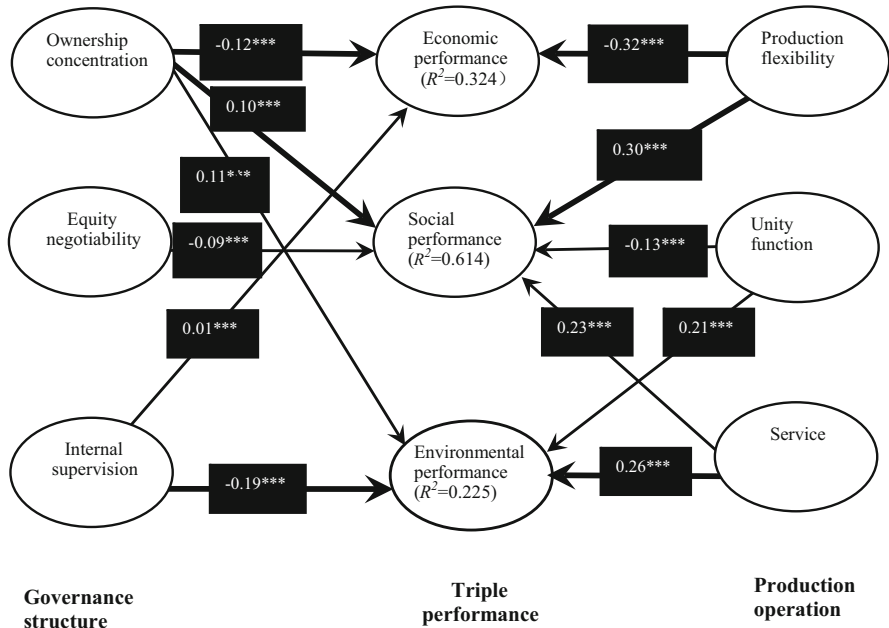 Ownership
concentration
-0.12***
Economic
performance
(R²=0.324）
-0.32***
Production
flexibility
0.10***
0.11***
0.30***
Equity
negotiability
-0.09***
Social
performance
(R²=0.614)
-0.13***
Unity
function
0.01***
0.23***
0.21***
Internal
supervision
-0.19***
Environmental
performance
(R²=0.225)
0.26***
Service
Governance
structure
Triple
performance
Production
operation